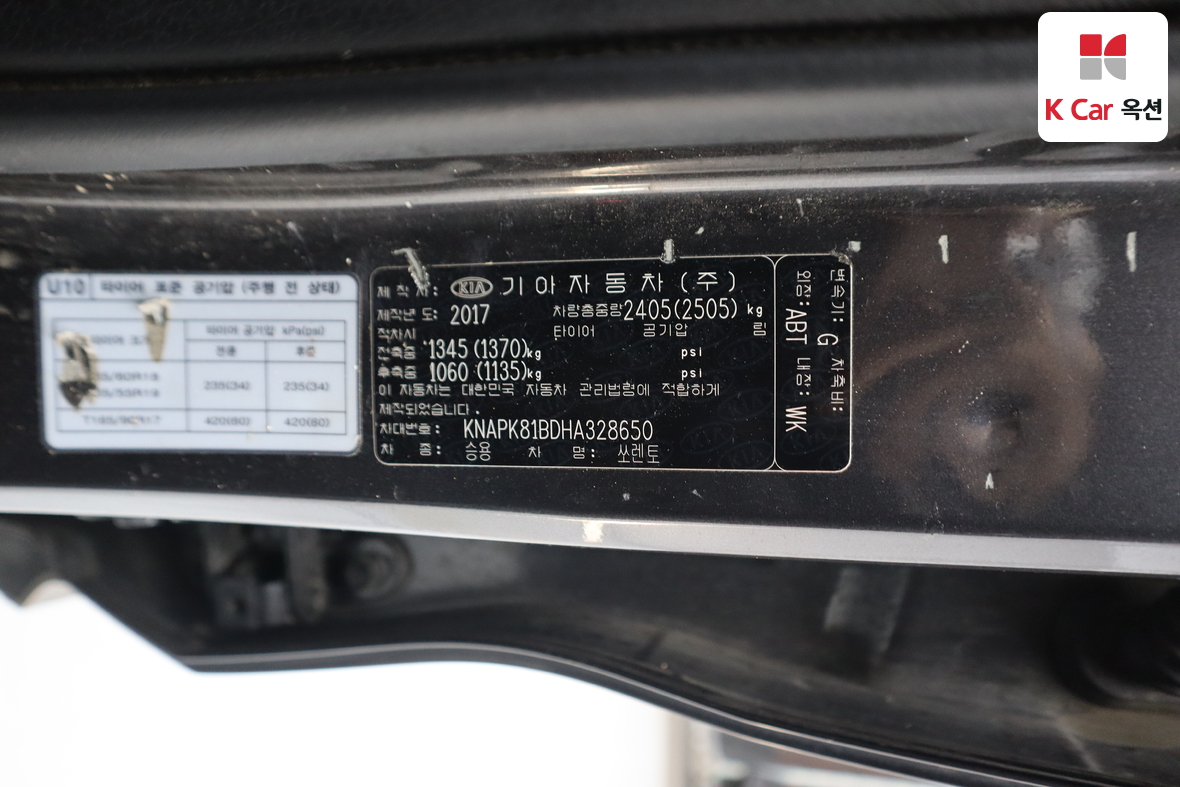 K Car 옥션
U10 타이어 표준 공기압 (주행 전 상태)
타이어 공기압 kPa(psi)
전륜
235(34) 235(34)
420(60) 420(60)
제작사: KIA 기아자동차(주)
제작년도: 2017 차량총중량 2405(2505) kg
적차시 타이어 공기압 림
전축중 1345 (1370)kg psi
후축중 1060 (1135)kg psi
이 자동차는 대한민국 자동차 관리법령에 적합하게
제작되었습니다.
차대번호: KNAPK81BDHA328650
차 종: 승용 차 명: 쏘렌토
변속기: G 차축비:
외장: ABT 내장: WK